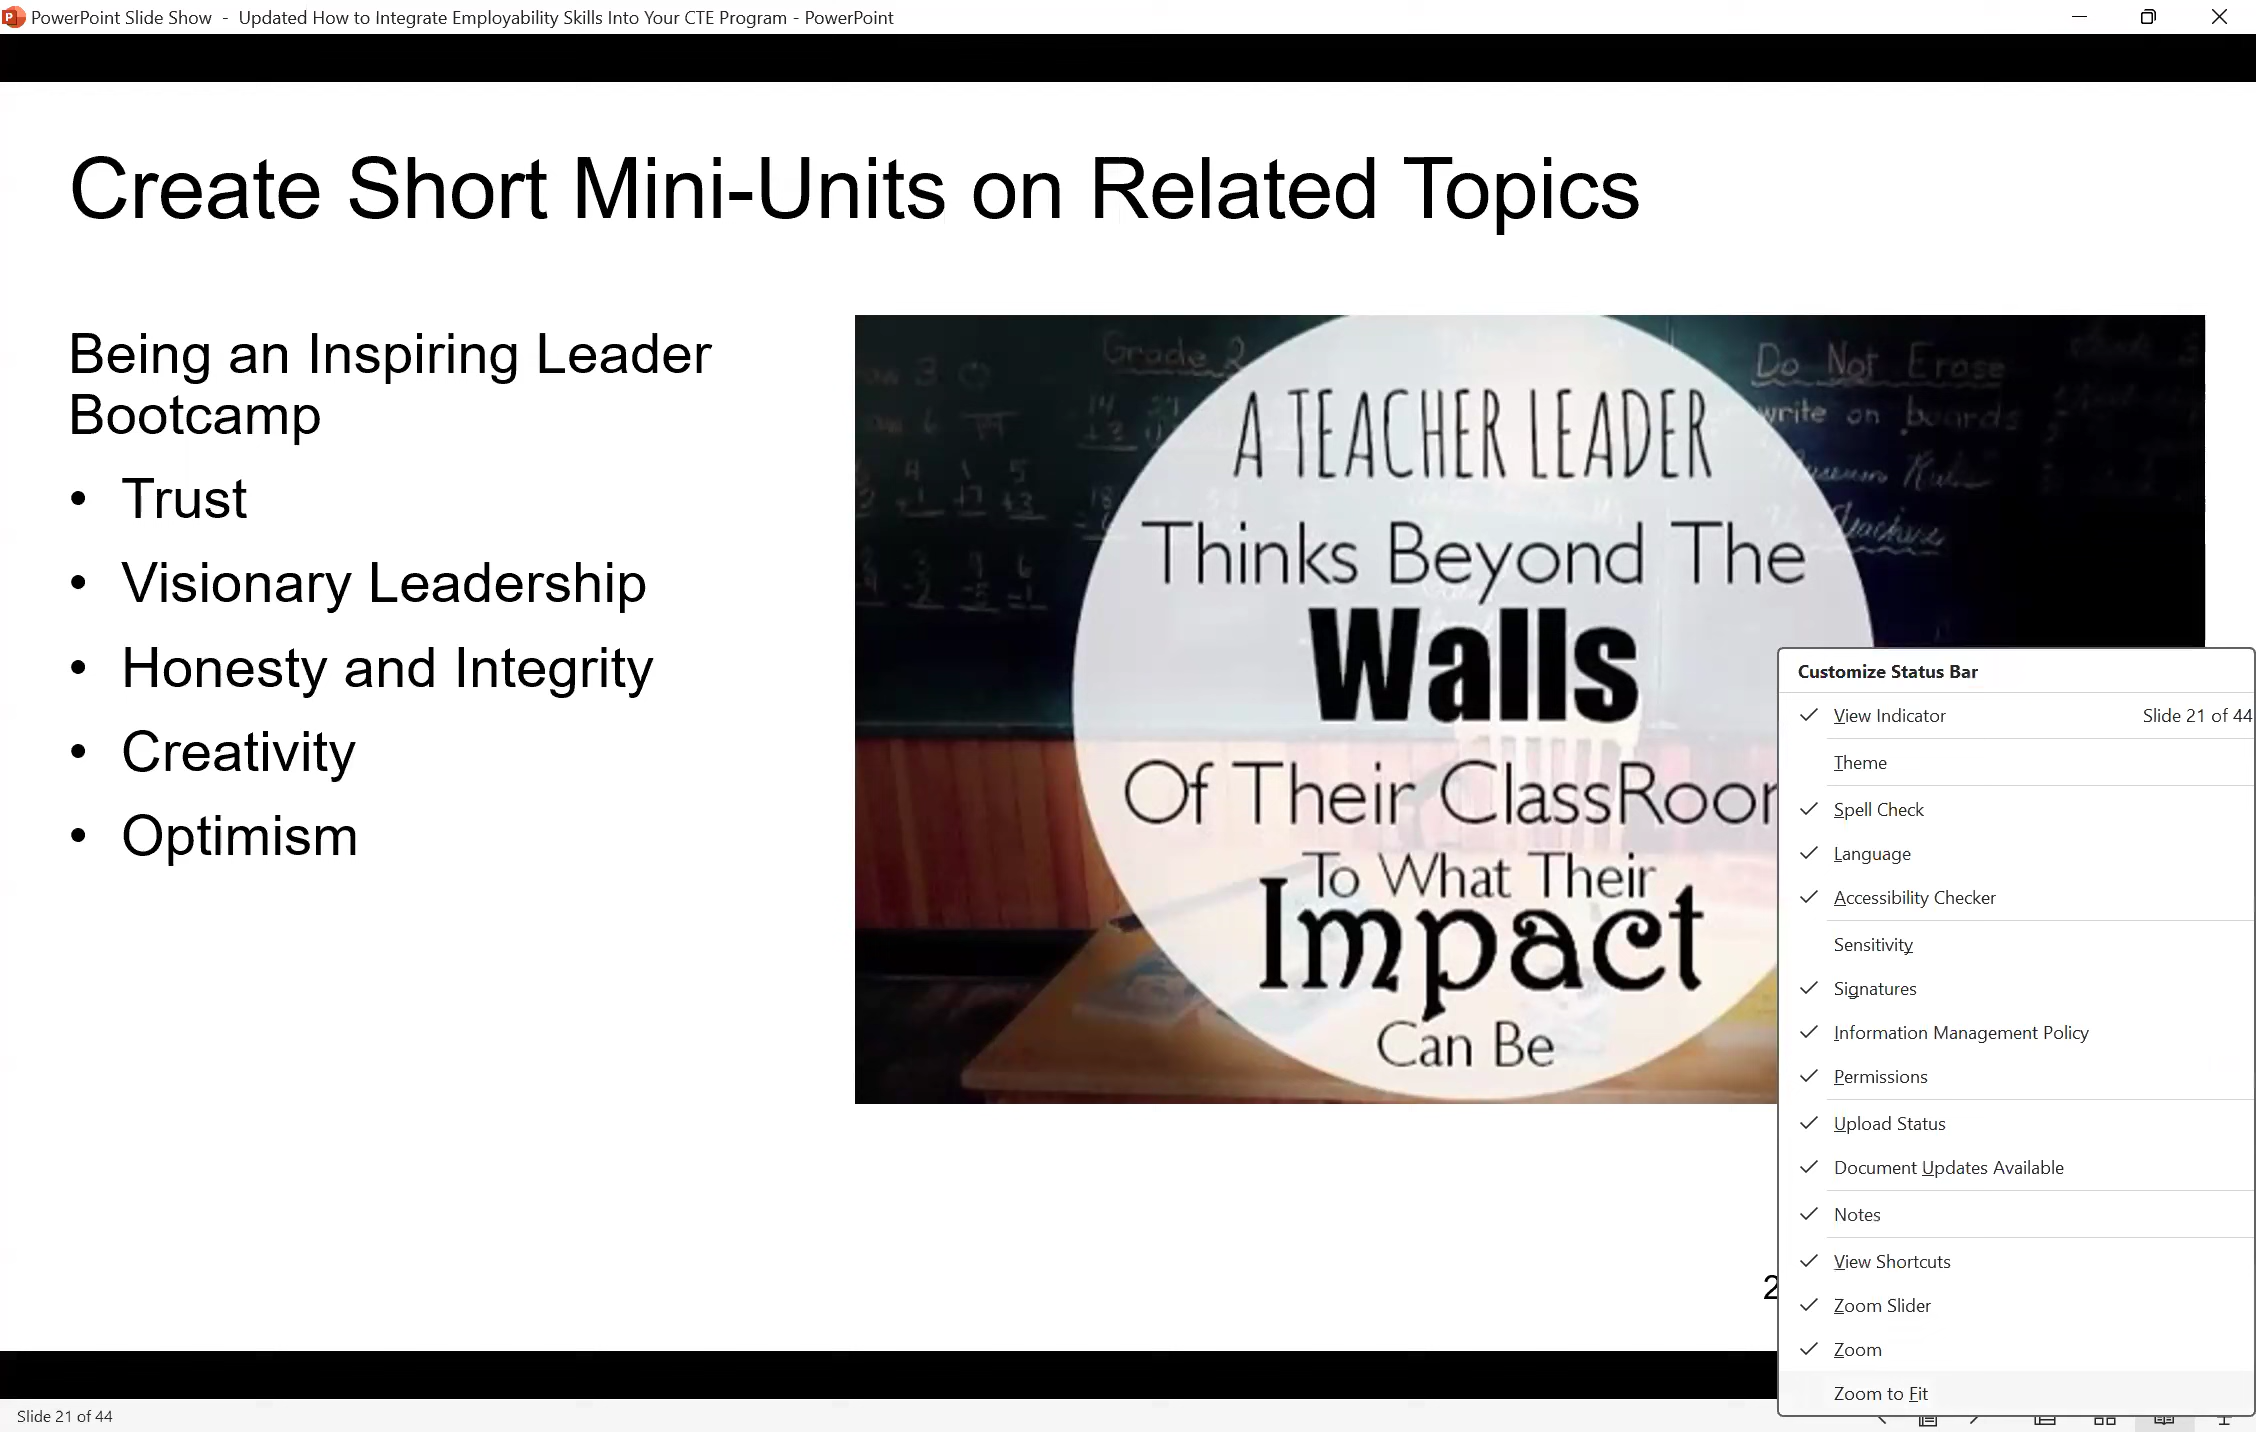 PowerPoint Slide Show - Updated How to Integrate Employability Skills Into Your CTE Program - PowerPoint
Create Short Mini-Units on Related Topics
Being an Inspiring Leader
Bootcamp
• Trust
• Visionary Leadership
• Honesty and Integrity
• Creativity
• Optimism
Grade 2
Do Not Erase
write on boards
A TEACHER LEADER
Thinks Beyond The
Walls
Of Their ClassRoo
To What Their
Impact
Can Be
2
Customize Status Bar
View Indicator Slide 21 of 44
Theme
Spell Check
Language
Accessibility Checker
Sensitivity
Signatures
Information Management Policy
Permissions
Upload Status
Document Updates Available
Notes
View Shortcuts
Zoom Slider
Zoom
Zoom to Fit
Slide 21 of 44